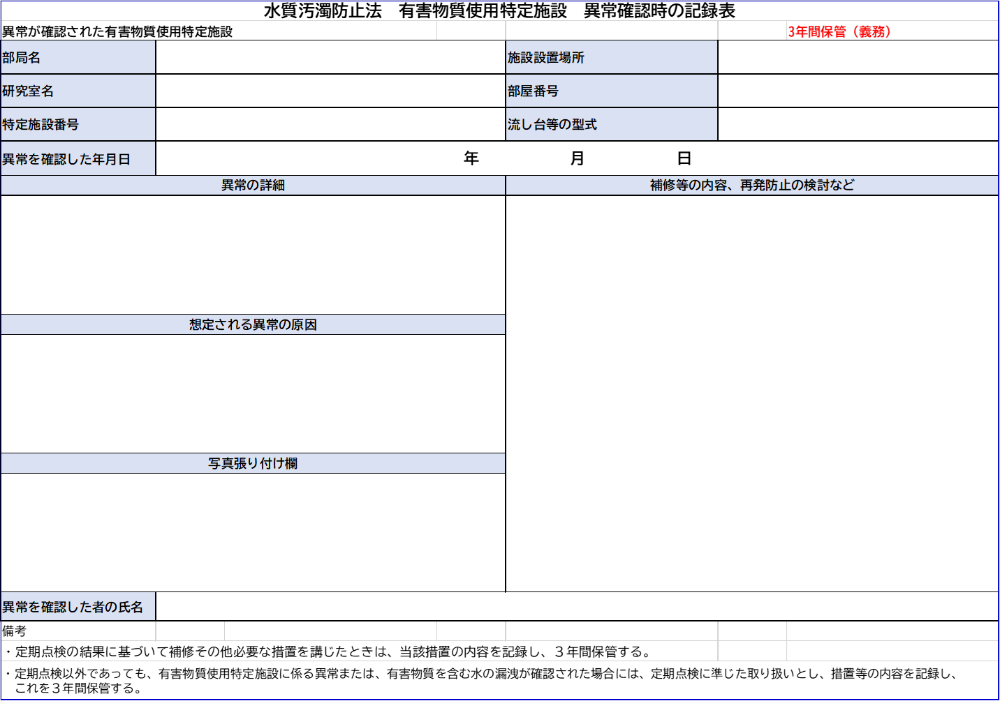 水質汚濁防止法　有害物質使用特定施設　異常確認時の記録表
異常が確認された有害物質使用特定施設
3年間保管（義務）
部局名
施設設置場所
研究室名
部屋番号
特定施設番号
流し台等の型式
異常を確認した年月日
年　月　日
異常の詳細
補修等の内容、再発防止の検討など
想定される異常の原因
写真張り付け欄
異常を確認した者の氏名
備考
・定期点検の結果に基づいて補修その他必要な措置を講じたときは、当該措置の内容を記録し、３年間保管する。
・定期点検以外であっても、有害物質使用特定施設に係る異常または、有害物質を含む水の漏洩が確認された場合には、定期点検に準じた取り扱いとし、措置等の内容を記録し、
これを３年間保管する。